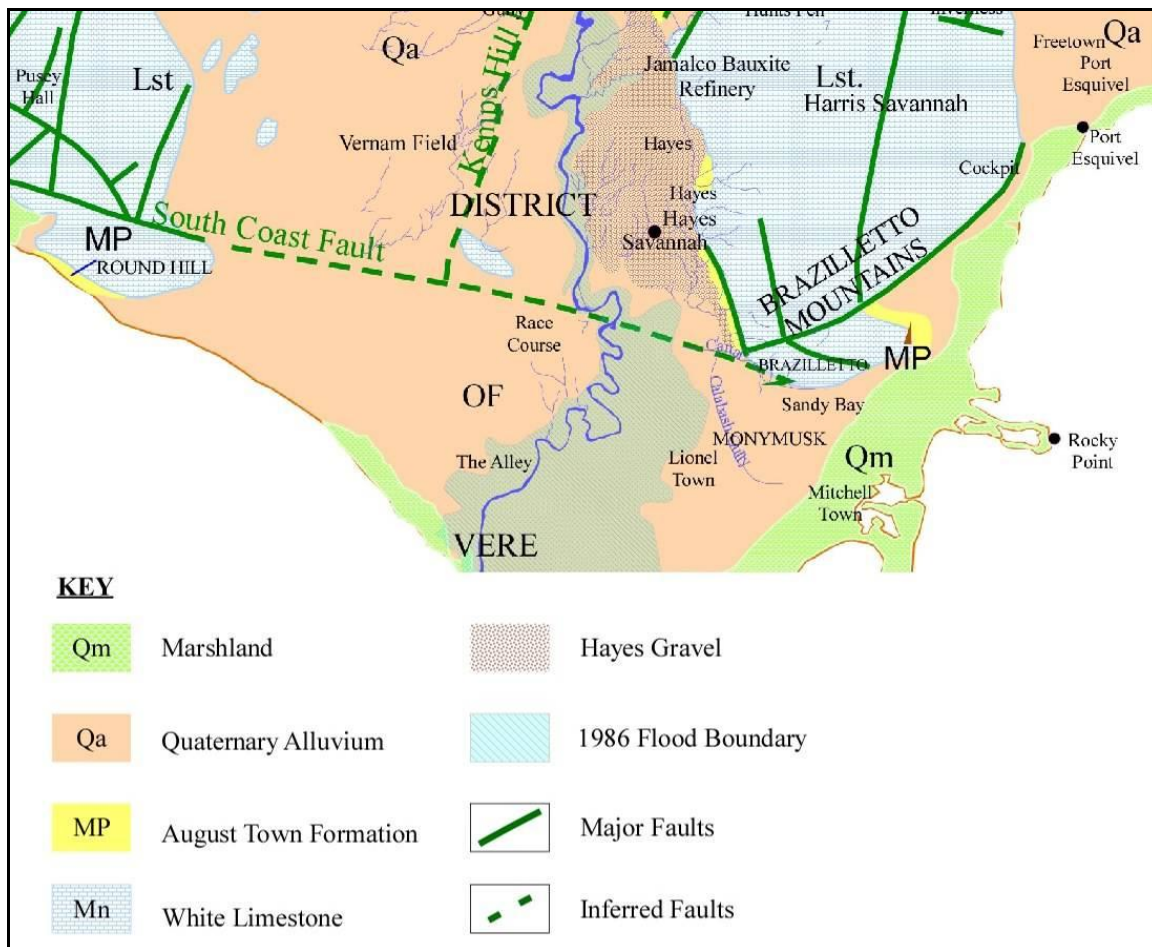 Qa
Freetown
Qa
Port
Esquivel
Pusey
Hall
Lst
Jamalco Bauxite
Refinery
Lst.
Harris Savannah
Kemps Hill
Vernam Field
Hayes
Port
Esquivel
Cockpit
DISTRICT
Hayes
Hayes
Savannah
South Coast Fault
MP
ROUND HILL
BRAZILLETTO
MOUNTAINS
Race
Course
BRAZILLETTO
MP
OF
Sandy Bay
Calabash Gully
MONYMUSK
The Alley
Lionel
Town
Qm
Rocky
Point
Mitchell
Town
VERE
KEY
Qm
Marshland
Hayes Gravel
Qa
Quaternary Alluvium
1986 Flood Boundary
MP
August Town Formation
Major Faults
Mn
White Limestone
Inferred Faults